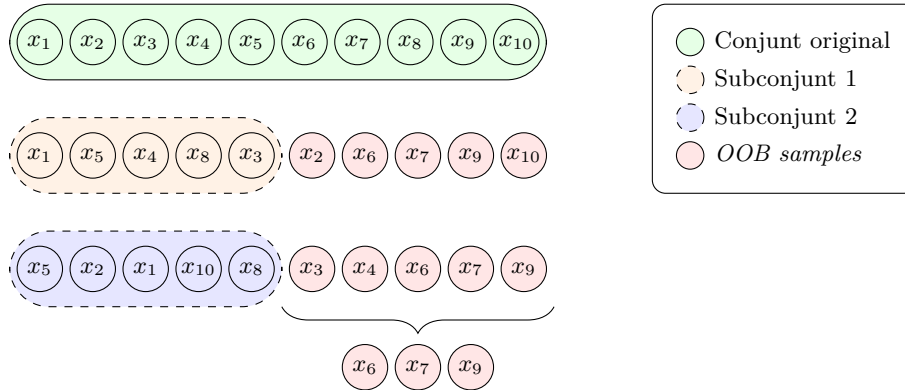 x1 x2 x3 x4 x5 x6 x7 x8 x9 x10
Conjunt original
Subconjunt 1
Subconjunt 2
OOB samples
x1 x5 x4 x8 x3 x2 x6 x7 x9 x10
x5 x2 x1 x10 x8 x3 x4 x6 x7 x9
x6 x7 x9